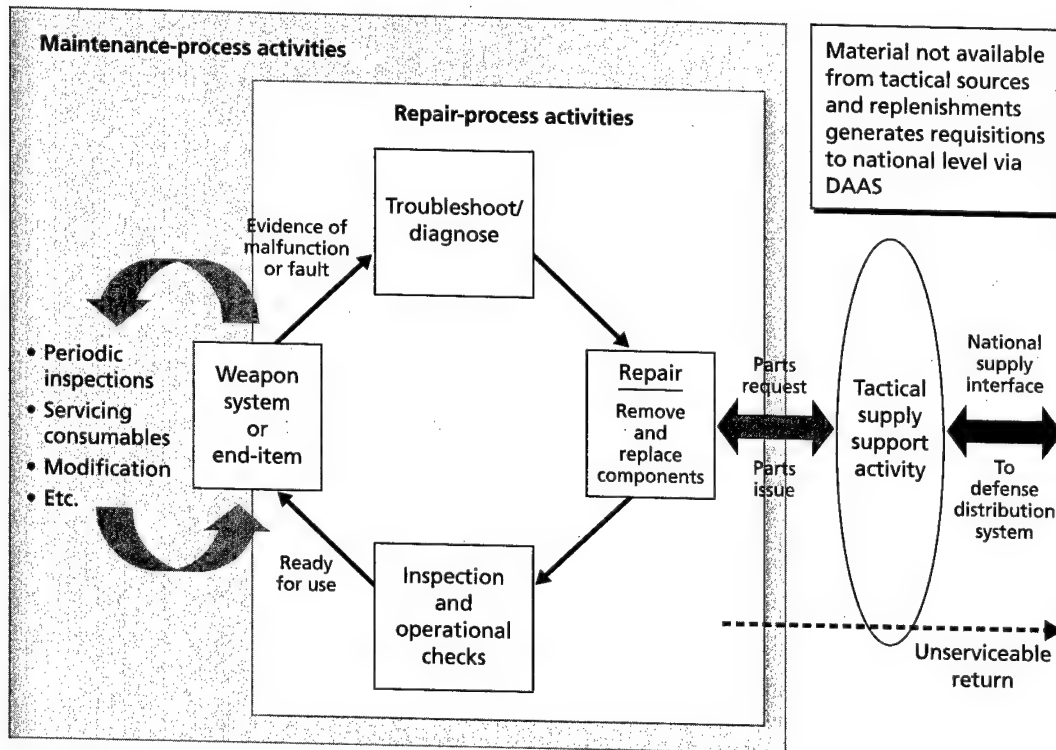 Maintenance-process activities
Repair-process activities
Troubleshoot/
diagnose
Evidence of
malfunction
or fault
• Periodic
inspections
• Servicing
consumables
• Modification
• Etc.
Weapon
system
or
end-item
Repair
Remove
and
replace
components
Ready
for use
Inspection
and
operational
checks
Parts
request
Parts
issue
Material not available
from tactical sources
and replenishments
generates requisitions
to national level via
DAAS
Tactical
supply
support
activity
National
supply
interface
To
defense
distribution
system
Unserviceable
return